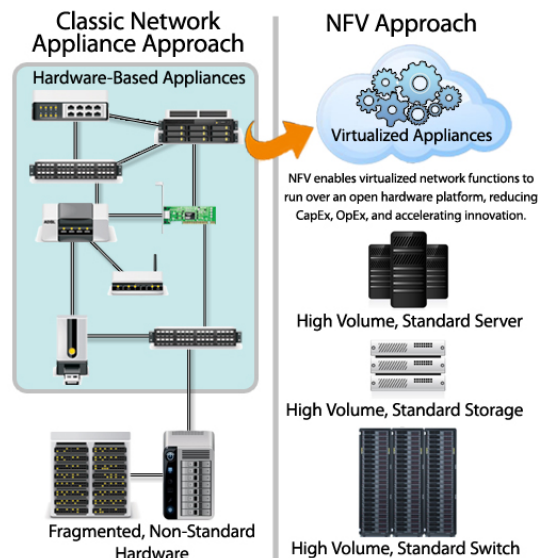 Classic Network
Appliance Approach
Hardware-Based Appliances
Fragmented, Non-Standard
Hardware
NFV Approach
Virtualized Appliances
NFV enables virtualized network functions to
run over an open hardware platform, reducing
CapEx, OpEx, and accelerating innovation.
High Volume, Standard Server
High Volume, Standard Storage
High Volume, Standard Switch